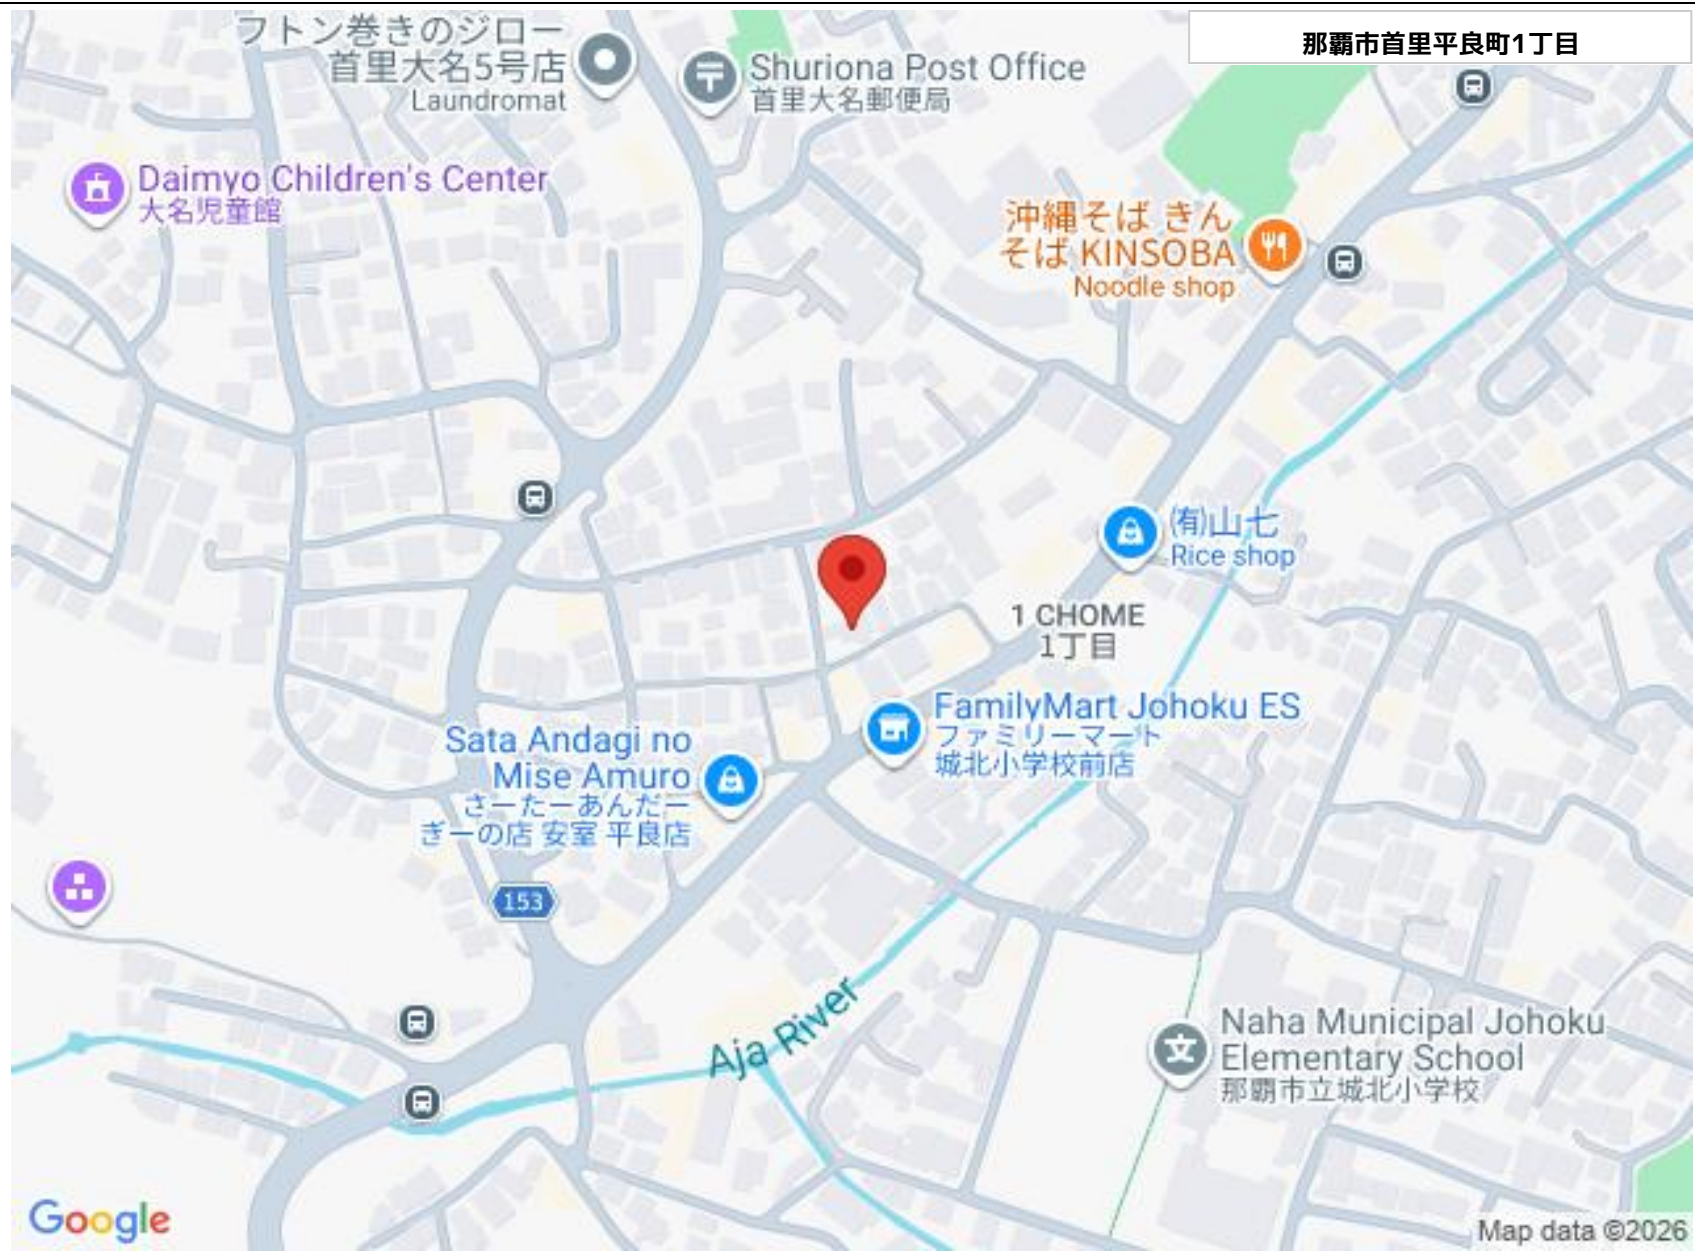 那覇市首里平良町1丁目
フトン巻きのジロー
首里大名5号店
Laundromat
Shuriona Post Office
首里大名郵便局
Daimyo Children's Center
大名児童館
沖縄そば きん
そば KINSOBA
Noodle shop
㈲山七
Rice shop
1 CHOME
1丁目
FamilyMart Johoku ES
ファミリーマート
城北小学校前店
Sata Andagi no
Mise Amuro
さーたーあんだー
ぎーの店 安室 平良店
153
Aja River
Naha Municipal Johoku
Elementary School
那覇市立城北小学校
文
Google
Map data ©2026